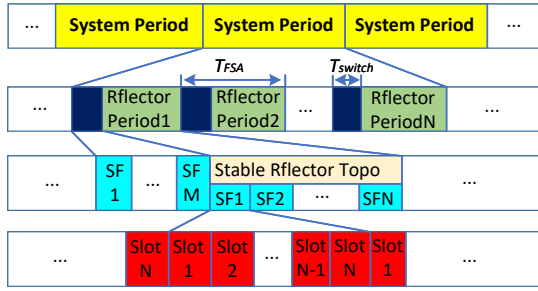 ... System Period System Period System Period ...
T_FSA T_switch
... Rflector Rflector ... Rflector ...
Period1 Period2 PeriodN
... SF ... SF Stable Rflector Topo ...
1 M SF1 SF2 ... SFN
... Slot Slot Slot ... Slot Slot Slot ...
N 1 2 N-1 N 1